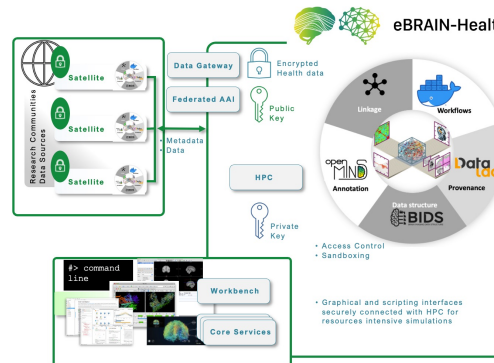 eBRAIN-Healt
Data Gateway
Federated AAI
Encrypted
Health data
Public
Key
Satellite
Satellite
Satellite
Research Communities
Data Sources
• Metadata
• Data
HPC
Private
Key
Linkage
Workflows
open
MINDS
Annotation
Data
Provenance
Data structure
BIDS
• Access Control
• Sandboxing
#> command
line
Workbench
Core Services
• Graphical and scripting interfaces
securely connected with HPC for
resources intensive simulations